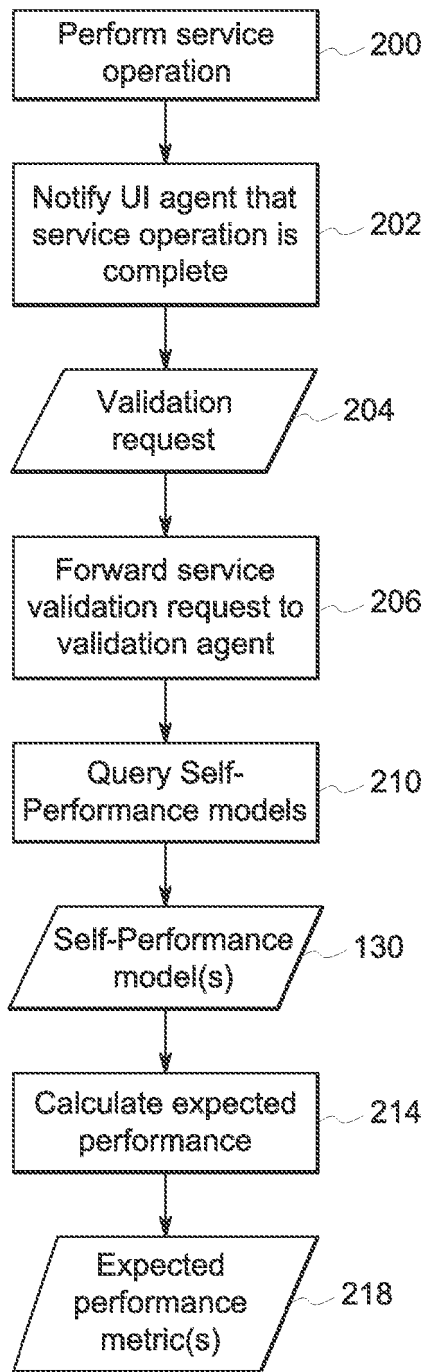 Perform service
operation
200
Notify UI agent that
service operation is
complete
202
Validation
request
204
Forward service
validation request to
validation agent
206
Query Self-
Performance models
210
Self-Performance
model(s)
130
Calculate expected
performance
214
Expected
performance
metric(s)
218